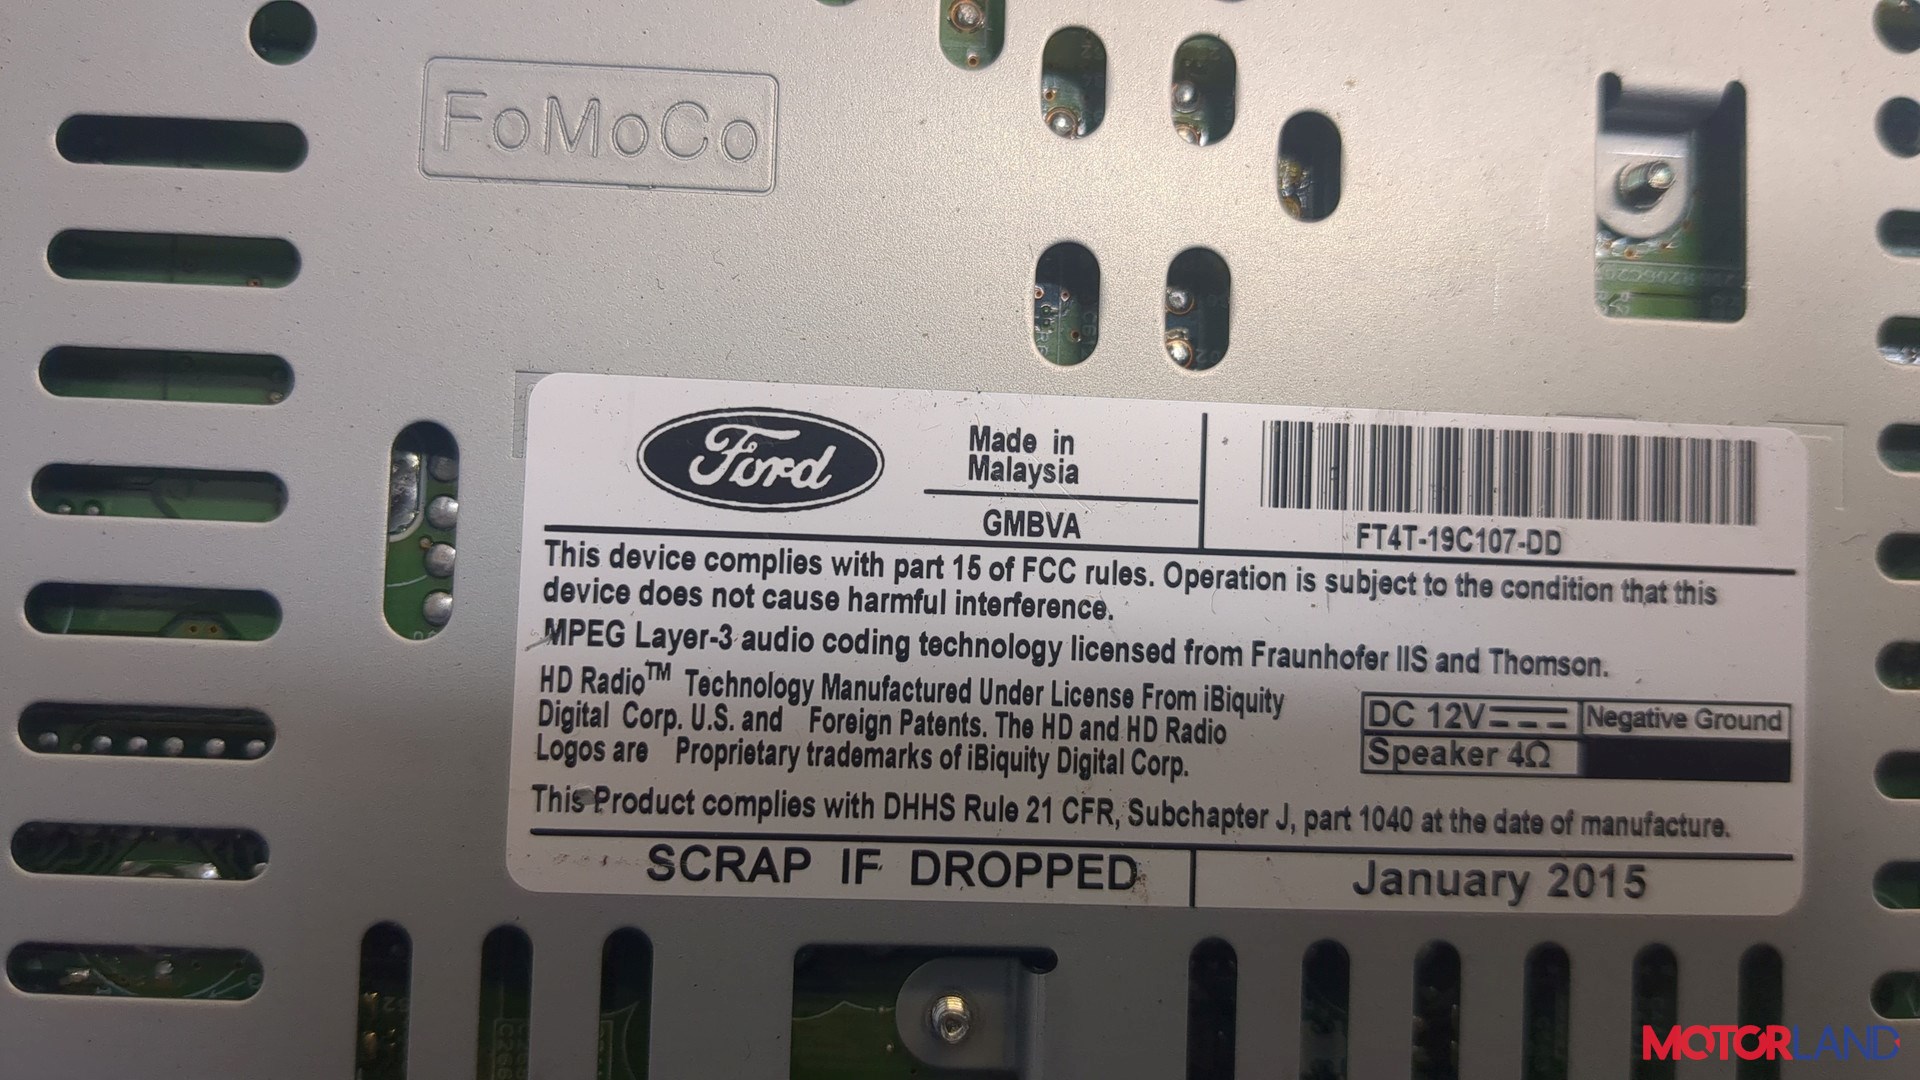 FoMoCo
Ford
Made in
Malaysia
GMBVA
FT4T-19C107-DD
This device complies with part 15 of FCC rules. Operation is subject to the condition that this
device does not cause harmful interference.
MPEG Layer-3 audio coding technology licensed from Fraunhofer IIS and Thomson.
HD Radio™ Technology Manufactured Under License From iBiquity
Digital Corp. U.S. and Foreign Patents. The HD and HD Radio
Logos are Proprietary trademarks of iBiquity Digital Corp.
DC 12V Negative Ground
Speaker 4Ω
This Product complies with DHHS Rule 21 CFR, Subchapter J, part 1040 at the date of manufacture.
SCRAP IF DROPPED
January 2015
MOTORLAND